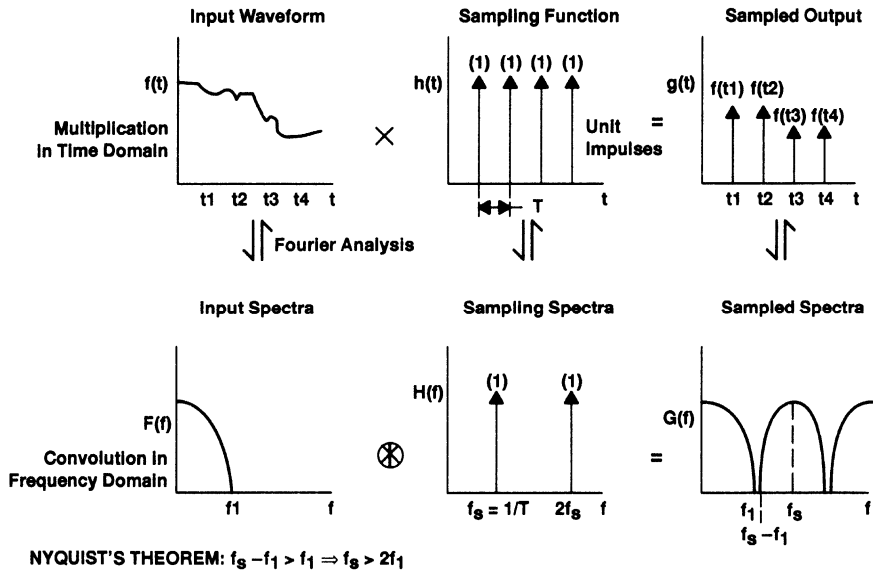 Input Waveform
Sampling Function
Sampled Output
f(t)
Multiplication
in Time Domain
t1 t2 t3 t4 t
×
h(t)
(1) (1) (1) (1)
Unit
Impulses
T
t
=
g(t)
f(t1) f(t2)
f(t3) f(t4)
t1 t2 t3 t4 t
Fourier Analysis
Input Spectra
Sampling Spectra
Sampled Spectra
F(f)
Convolution in
Frequency Domain
f1 f
H(f)
(1) (1)
fs = 1/T 2fs f
=
G(f)
f1 fs f
fs –f1
NYQUIST'S THEOREM: fs –f1 > f1 ⇒ fs > 2f1